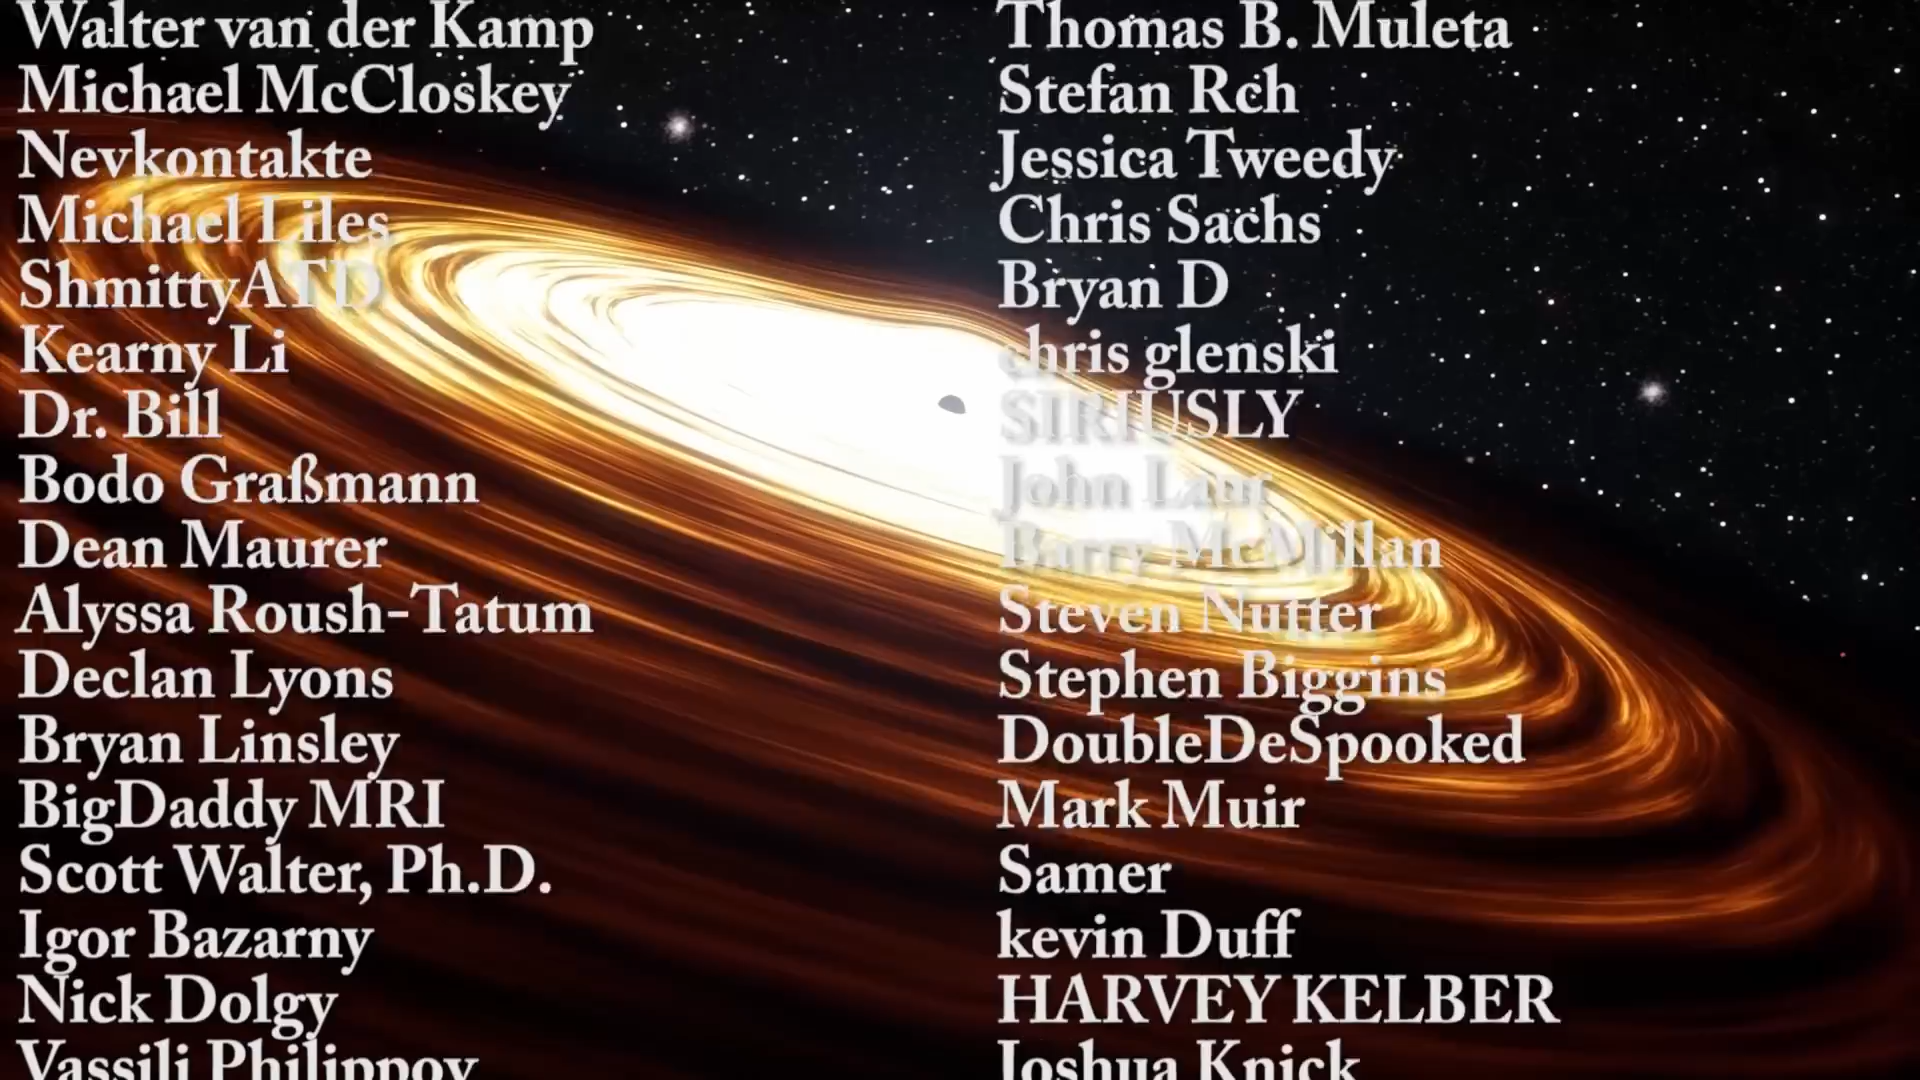 Walter van der Kamp
Michael McCloskey
Nevkontakte
Michael Liles
ShmittyATD
Kearny Li
Dr. Bill
Bodo Graßmann
Dean Maurer
Alyssa Roush-Tatum
Declan Lyons
Bryan Linsley
BigDaddy MRI
Scott Walter, Ph.D.
Igor Bazarny
Nick Dolgy
Vassili Philippov
Thomas B. Muleta
Stefan Rch
Jessica Tweedy
Chris Sachs
Bryan D
chris glenski
SIRIUSLY
John Laur
Barry McMillan
Steven Nutter
Stephen Biggins
DoubleDeSpooked
Mark Muir
Samer
kevin Duff
HARVEY KELBER
Joshua Knick